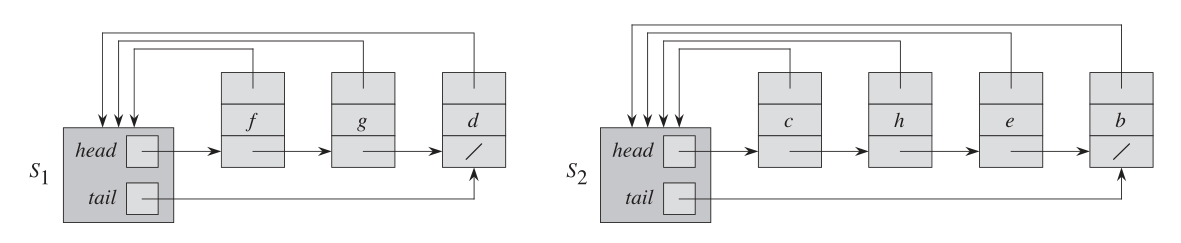 f g d c h e b
head head
S1 S2
tail tail